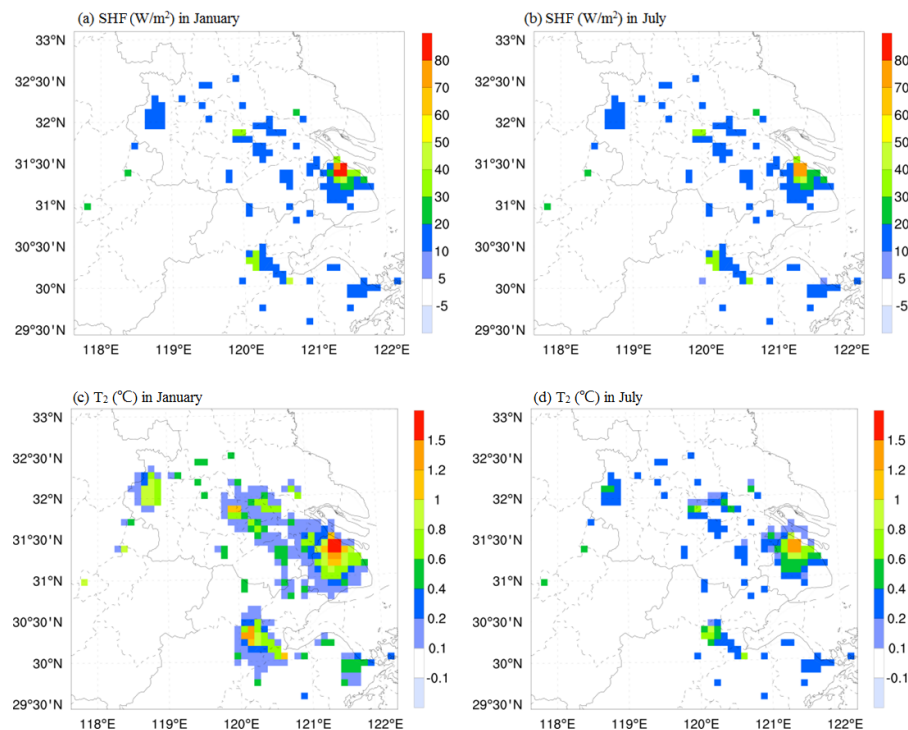 (a) SHF (W/m²) in January
33°N
32°30'N
32°N
31°30'N
31°N
30°30'N
30°N
29°30'N
118°E 119°E 120°E 121°E 122°E
80
70
60
50
40
30
20
10
5
-5
(b) SHF (W/m²) in July
33°N
32°30'N
32°N
31°30'N
31°N
30°30'N
30°N
29°30'N
118°E 119°E 120°E 121°E 122°E
80
70
60
50
40
30
20
10
5
-5
(c) T₂ (℃) in January
33°N
32°30'N
32°N
31°30'N
31°N
30°30'N
30°N
29°30'N
118°E 119°E 120°E 121°E 122°E
1.5
1.2
1
0.8
0.6
0.4
0.2
0.1
-0.1
(d) T₂ (℃) in July
33°N
32°30'N
32°N
31°30'N
31°N
30°30'N
30°N
29°30'N
118°E 119°E 120°E 121°E 122°E
1.5
1.2
1
0.8
0.6
0.4
0.2
0.1
-0.1